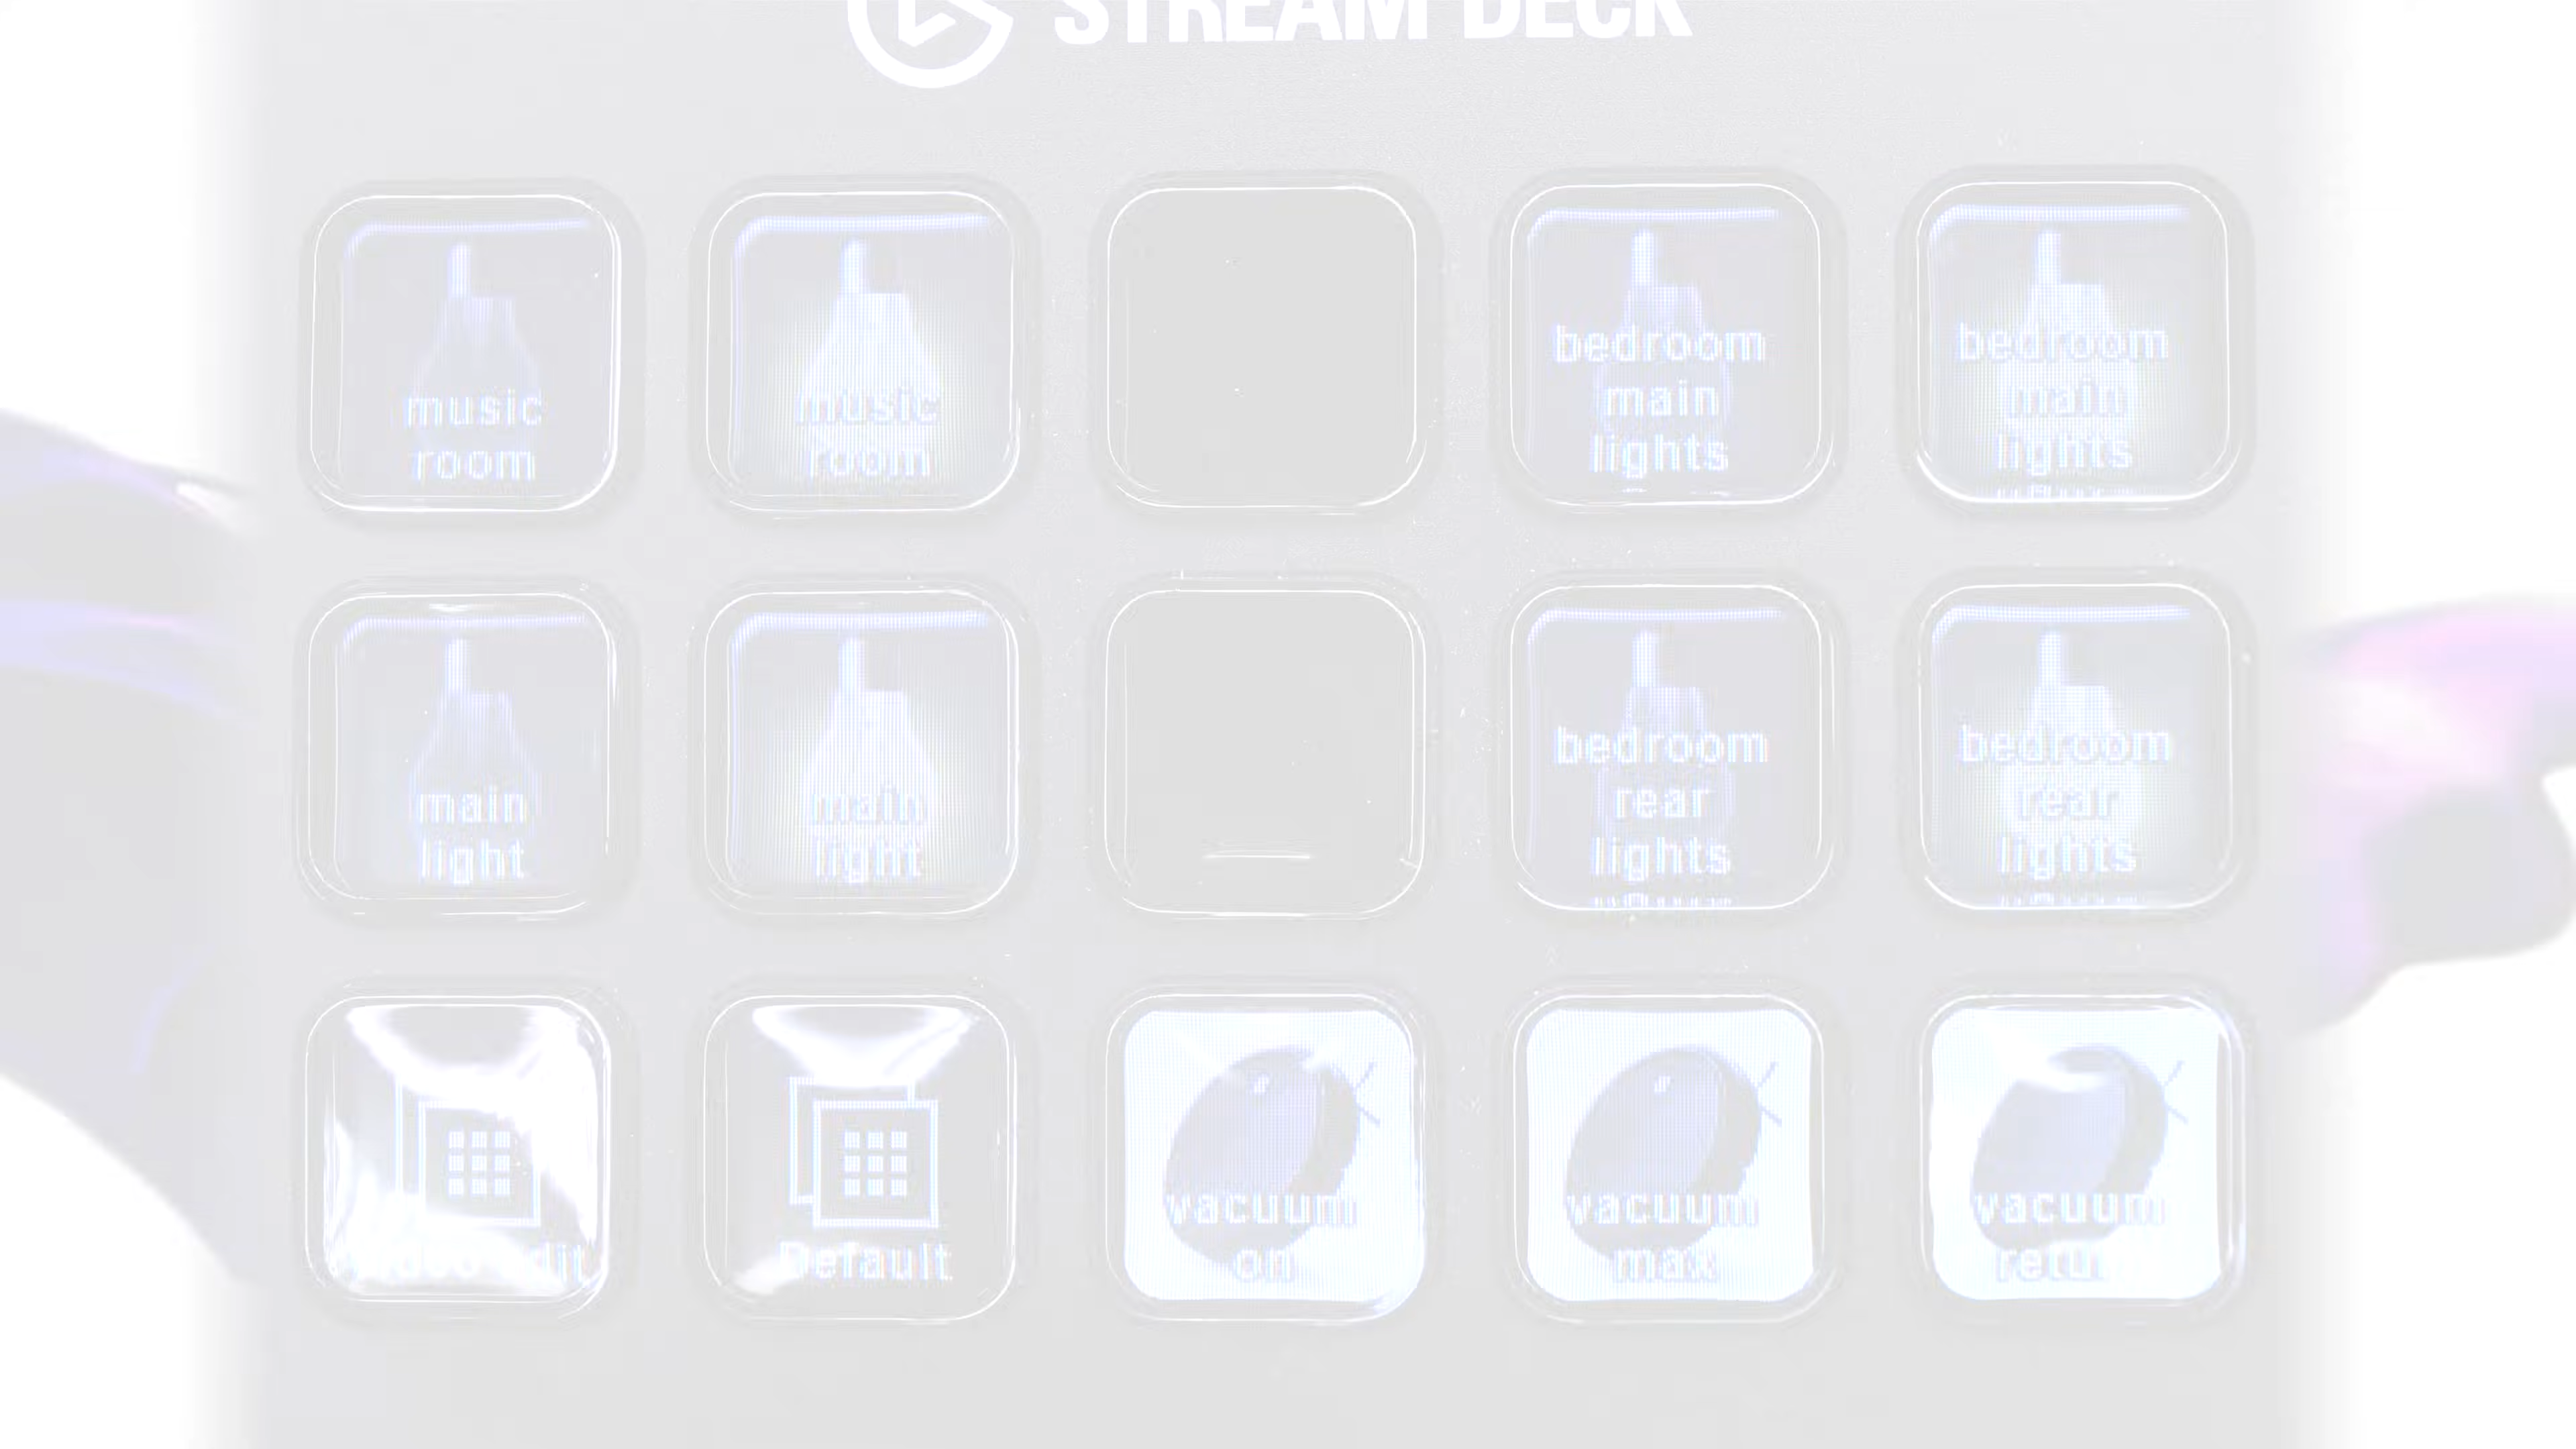 STREAM DECK
music
room
music
room
bedroom
main
lights
bedroom
main
lights
main
light
main
light
bedroom
rear
lights
bedroom
rear
lights
Default
vacuum
on
vacuum
max
vacuum
return